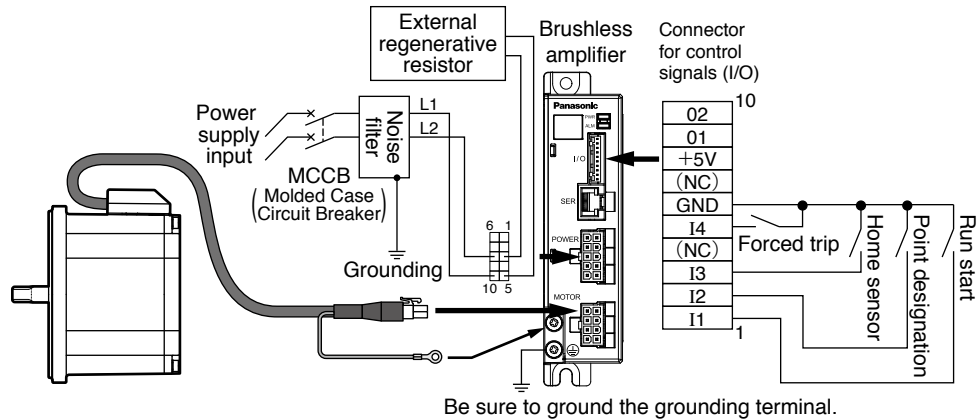 External
regenerative
resistor
Brushless
amplifier
Connector
for control
signals (I/O)
Power
supply
input
Noise
filter
L1
L2
MCCB
(Molded Case
Circuit Breaker)
Grounding
6 1
10 5
Panasonic
PWR
ALM
I/O
SER
POWER
MOTOR
10
02
01
+5V
(NC)
GND
I4
(NC)
I3
I2
I1
1
Forced trip
Home sensor
Point designation
Run start
Be sure to ground the grounding terminal.